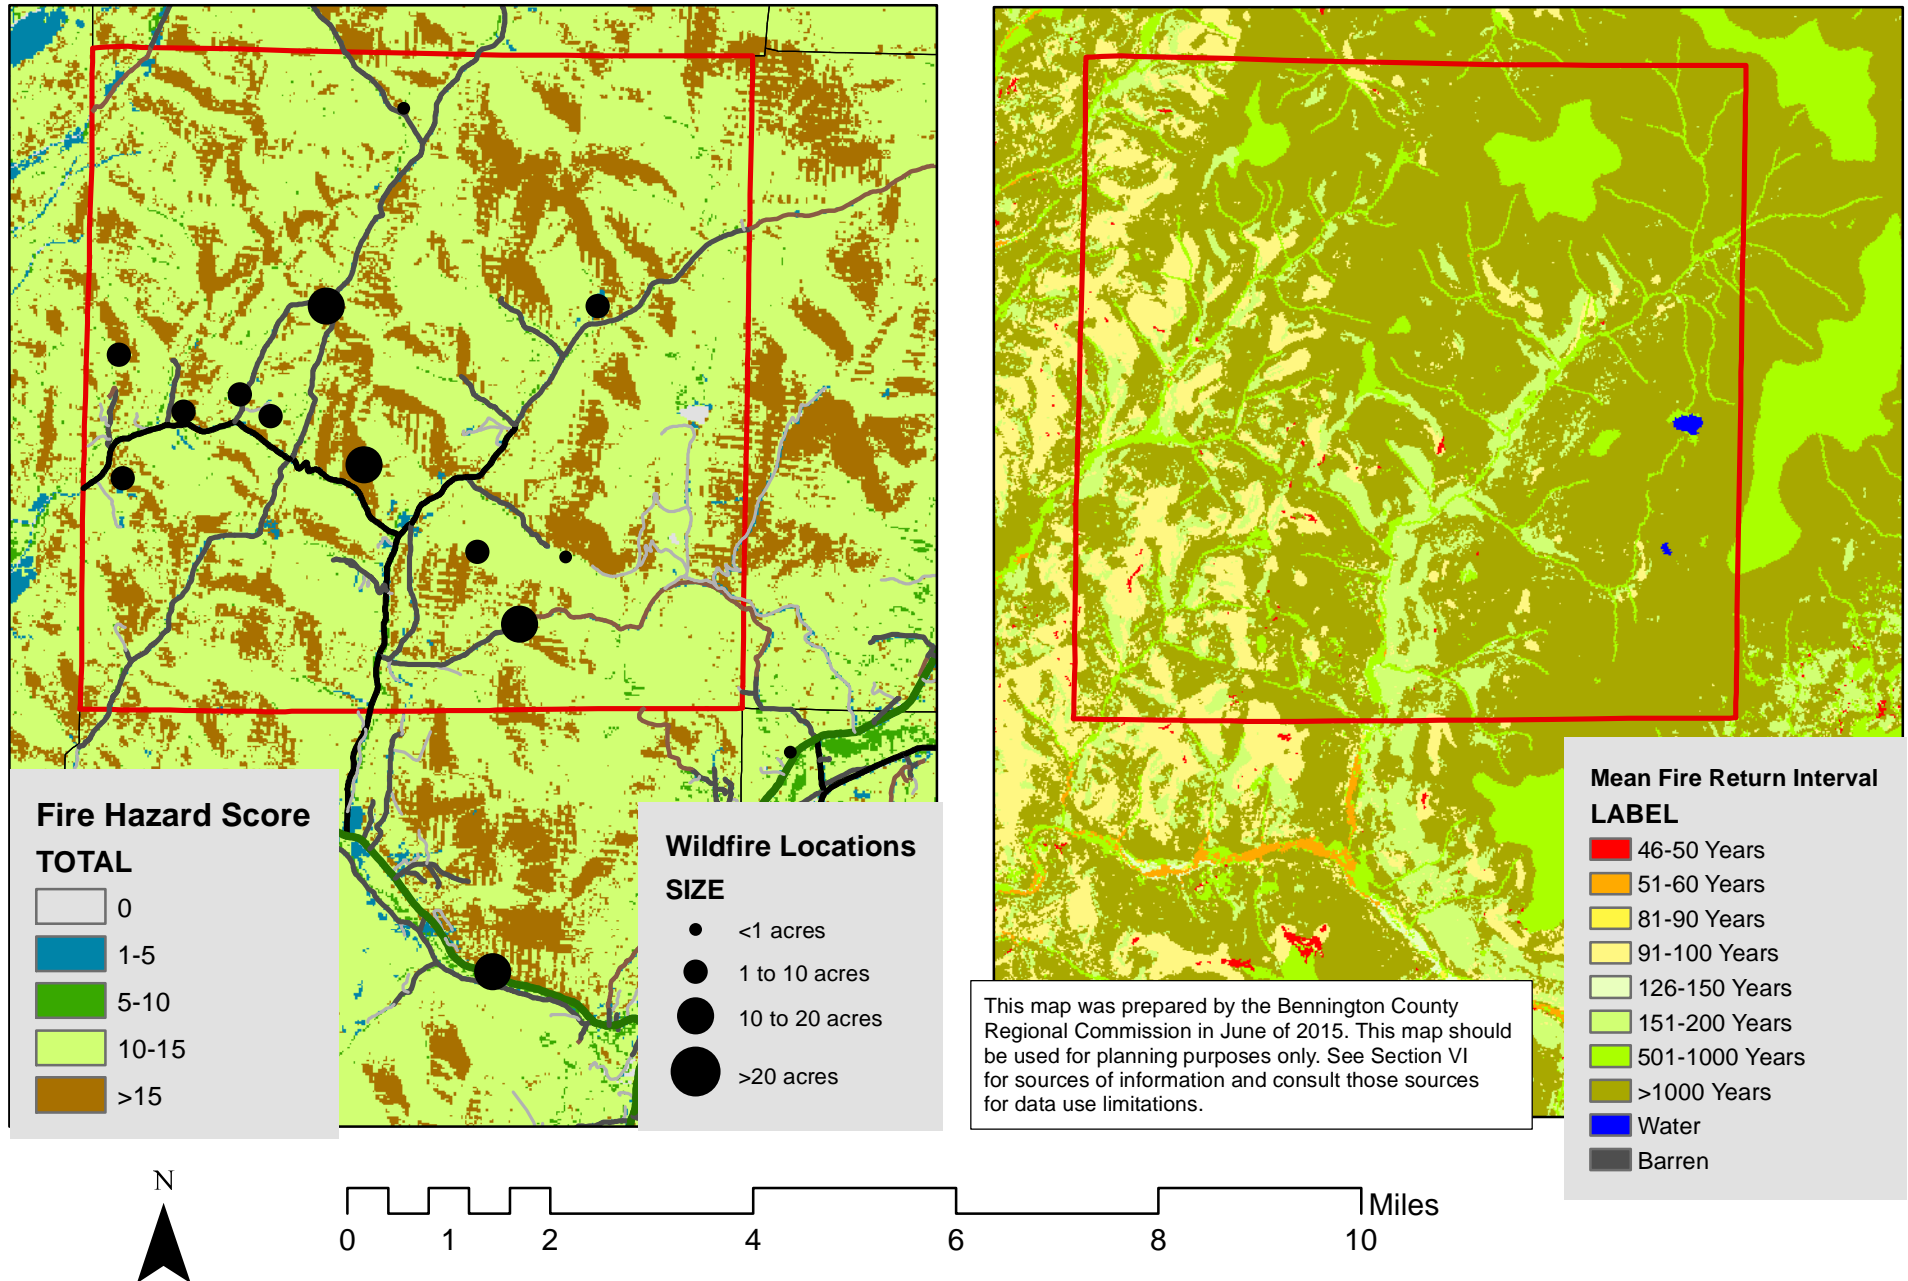 Fire Hazard Score
TOTAL
0
1-5
5-10
10-15
>15
Wildfire Locations
SIZE
<1 acres
1 to 10 acres
10 to 20 acres
>20 acres
This map was prepared by the Bennington County
Regional Commission in June of 2015. This map should
be used for planning purposes only. See Section VI
for sources of information and consult those sources
for data use limitations.
Mean Fire Return Interval
LABEL
46-50 Years
51-60 Years
81-90 Years
91-100 Years
126-150 Years
151-200 Years
501-1000 Years
>1000 Years
Water
Barren
N
Miles
0 1 2 4 6 8 10